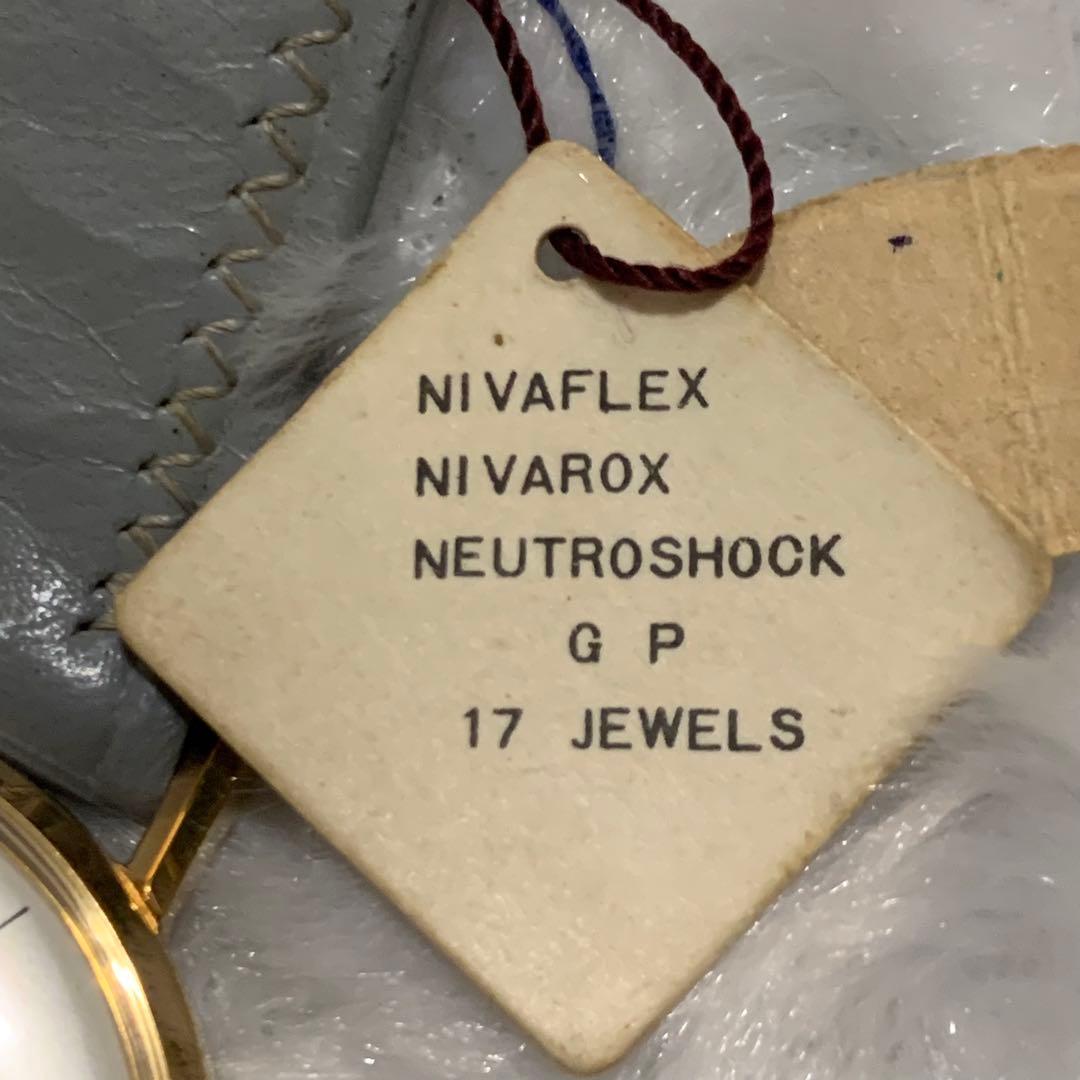 NIVAFLEX
NIVAROX
NEUTROSHOCK
G P
17 JEWELS